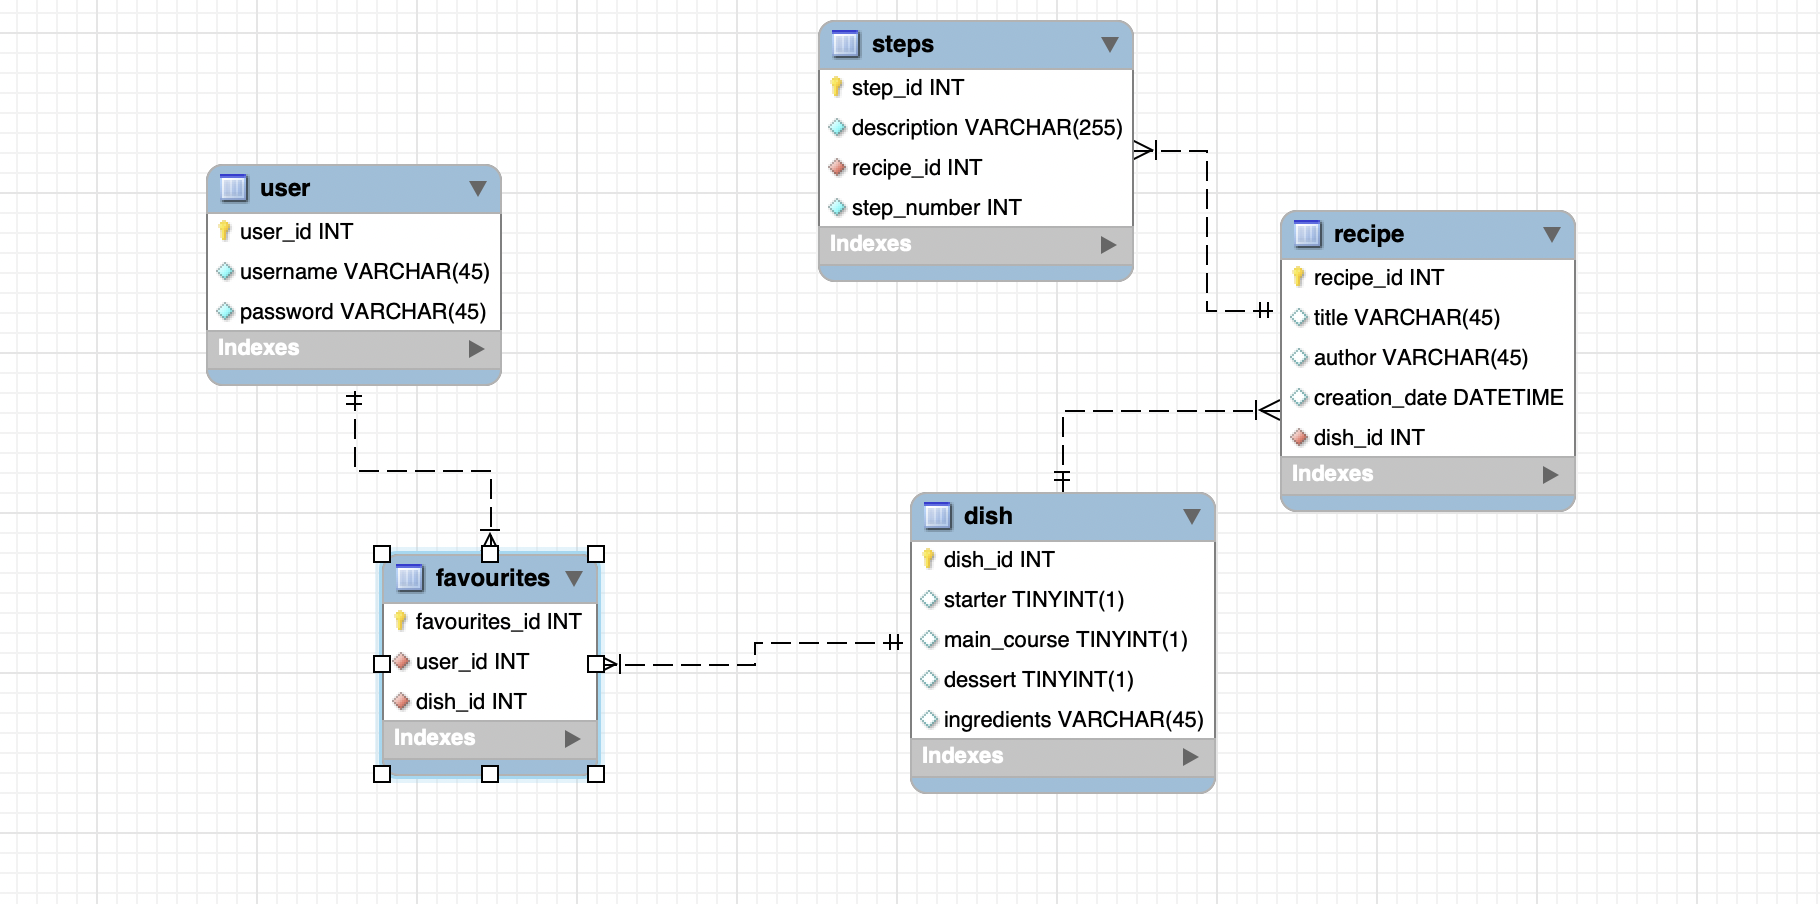 steps
step_id INT
description VARCHAR(255)
recipe_id INT
step_number INT
Indexes
user
user_id INT
username VARCHAR(45)
password VARCHAR(45)
Indexes
recipe
recipe_id INT
title VARCHAR(45)
author VARCHAR(45)
creation_date DATETIME
dish_id INT
Indexes
favourites
favourites_id INT
user_id INT
dish_id INT
Indexes
dish
dish_id INT
starter TINYINT(1)
main_course TINYINT(1)
dessert TINYINT(1)
ingredients VARCHAR(45)
Indexes